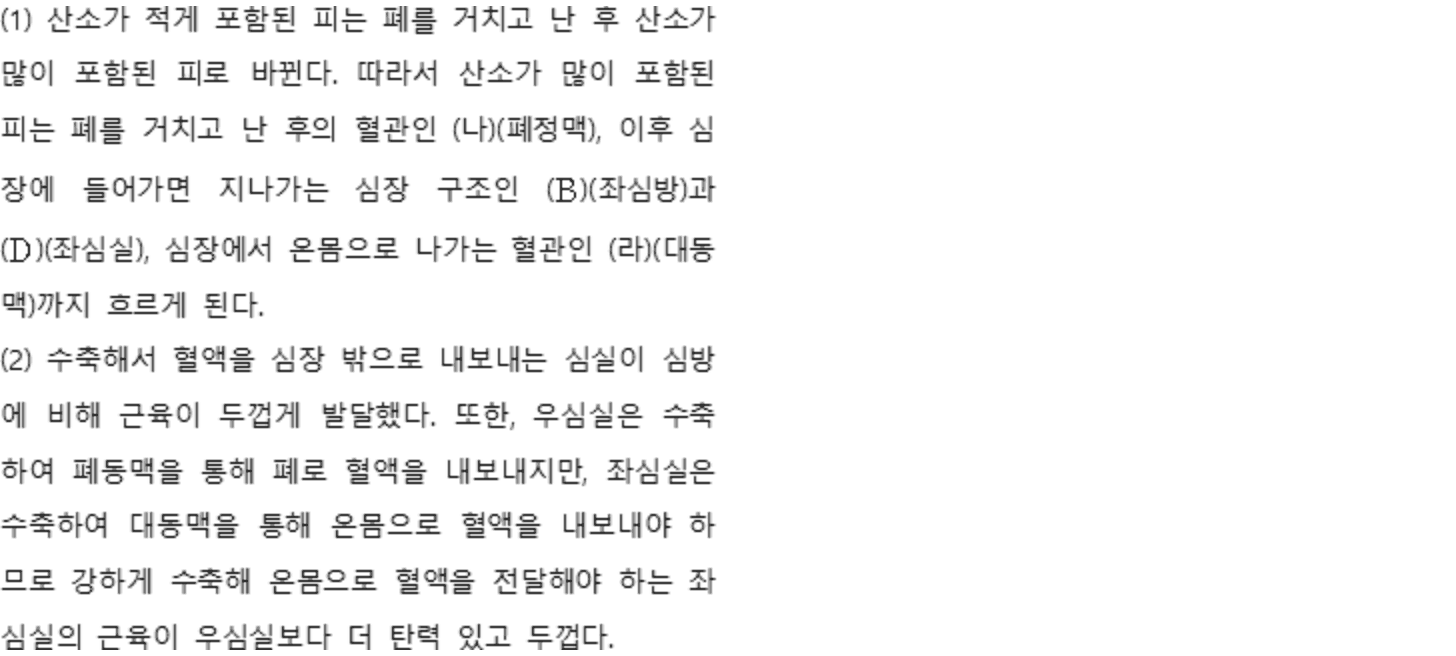 (1) 산소가 적게 포함된 피는 폐를 거치고 난 후 산소가
많이 포함된 피로 바뀐다. 따라서 산소가 많이 포함된
피는 폐를 거치고 난 후의 혈관인 (나)(폐정맥), 이후 심
장에 들어가면 지나가는 심장 구조인 (B)(좌심방)과
(D)(좌심실), 심장에서 온몸으로 나가는 혈관인 (라)(대동
맥)까지 흐르게 된다.
(2) 수축해서 혈액을 심장 밖으로 내보내는 심실이 심방
에 비해 근육이 두껍게 발달했다. 또한, 우심실은 수축
하여 폐동맥을 통해 폐로 혈액을 내보내지만, 좌심실은
수축하여 대동맥을 통해 온몸으로 혈액을 내보내야 하
므로 강하게 수축해 온몸으로 혈액을 전달해야 하는 좌
심실의 근육이 우심실보다 더 탄력 있고 두껍다.